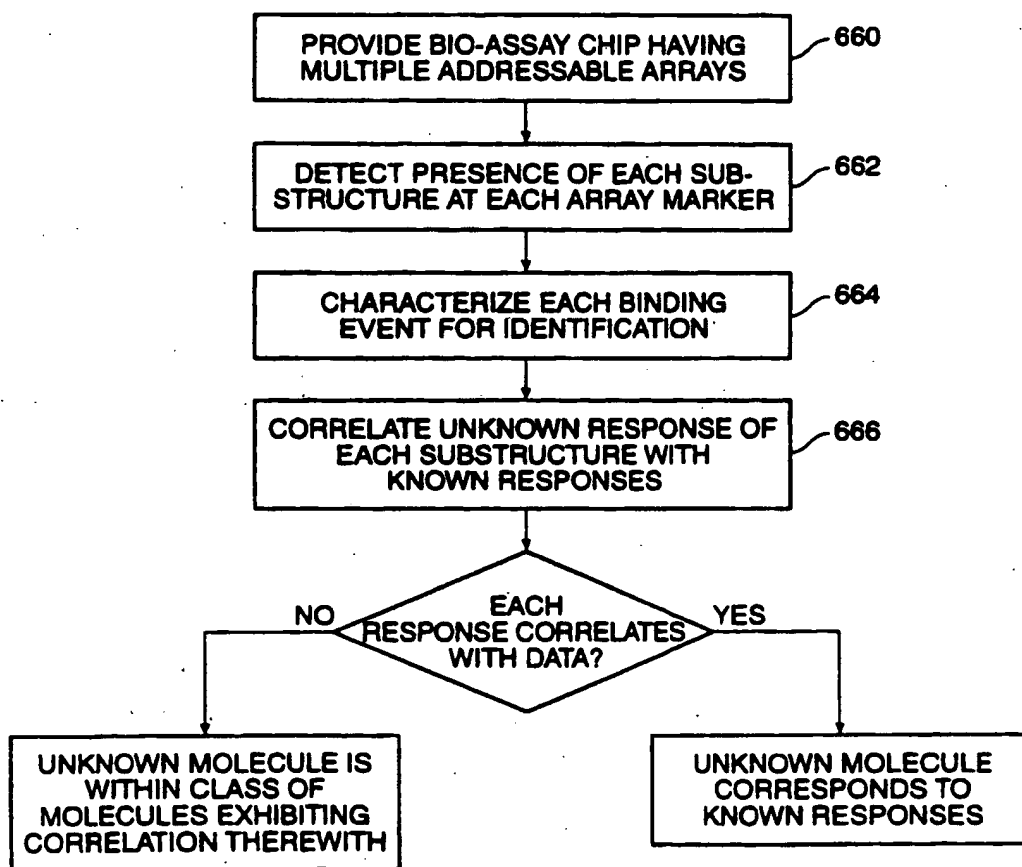 PROVIDE BIO-ASSAY CHIP HAVING
MULTIPLE ADDRESSABLE ARRAYS
660
DETECT PRESENCE OF EACH SUB-
STRUCTURE AT EACH ARRAY MARKER
662
CHARACTERIZE EACH BINDING
EVENT FOR IDENTIFICATION
664
CORRELATE UNKNOWN RESPONSE OF
EACH SUBSTRUCTURE WITH
KNOWN RESPONSES
666
NO
EACH
RESPONSE CORRELATES
WITH DATA?
YES
UNKNOWN MOLECULE IS
WITHIN CLASS OF
MOLECULES EXHIBITING
CORRELATION THEREWITH
UNKNOWN MOLECULE
CORRESPONDS TO
KNOWN RESPONSES